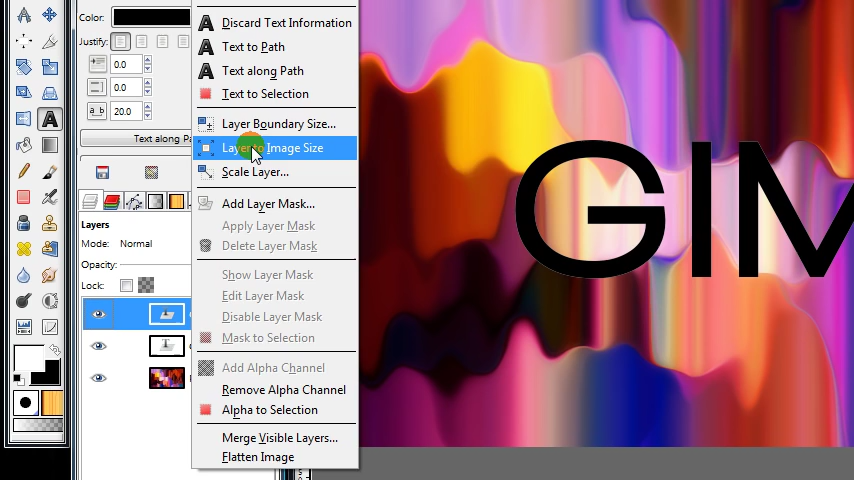 Color:
Justify:
0.0
0.0
20.0
Text along Pa
Layers
Mode: Normal
Opacity:
Lock:
Discard Text Information
Text to Path
Text along Path
Text to Selection
Layer Boundary Size...
Layer to Image Size
Scale Layer...
Add Layer Mask...
Apply Layer Mask
Delete Layer Mask
Show Layer Mask
Edit Layer Mask
Disable Layer Mask
Mask to Selection
Add Alpha Channel
Remove Alpha Channel
Alpha to Selection
Merge Visible Layers...
Flatten Image
GIM